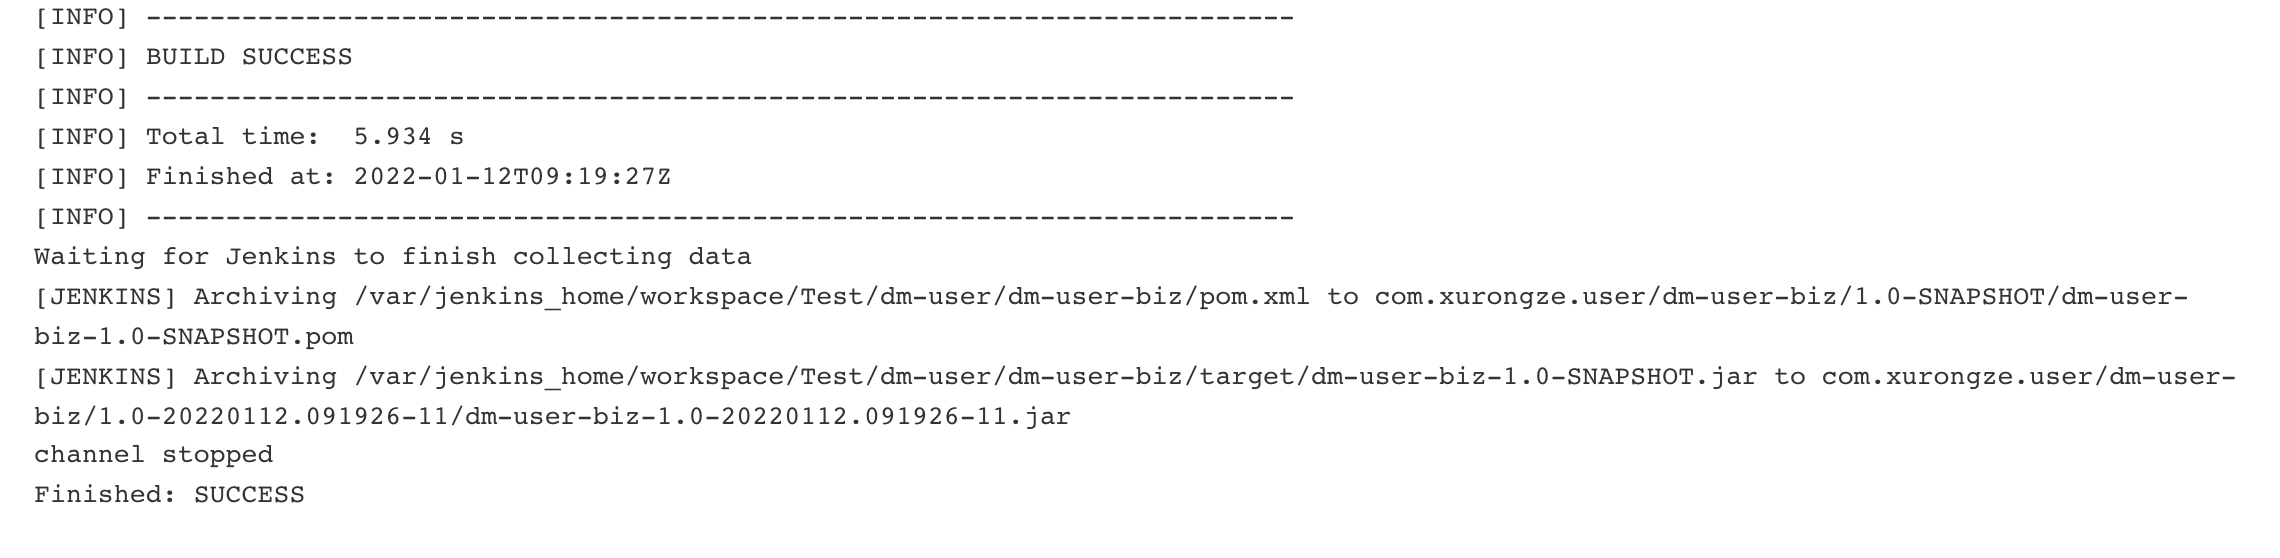 [INFO] ------------------------------------------------------------------------
[INFO] BUILD SUCCESS
[INFO] ------------------------------------------------------------------------
[INFO] Total time:  5.934 s
[INFO] Finished at: 2022-01-12T09:19:27Z
[INFO] ------------------------------------------------------------------------
Waiting for Jenkins to finish collecting data
[JENKINS] Archiving /var/jenkins_home/workspace/Test/dm-user/dm-user-biz/pom.xml to com.xurongze.user/dm-user-biz/1.0-SNAPSHOT/dm-user-
biz-1.0-SNAPSHOT.pom
[JENKINS] Archiving /var/jenkins_home/workspace/Test/dm-user/dm-user-biz/target/dm-user-biz-1.0-SNAPSHOT.jar to com.xurongze.user/dm-user-
biz/1.0-20220112.091926-11/dm-user-biz-1.0-20220112.091926-11.jar
channel stopped
Finished: SUCCESS